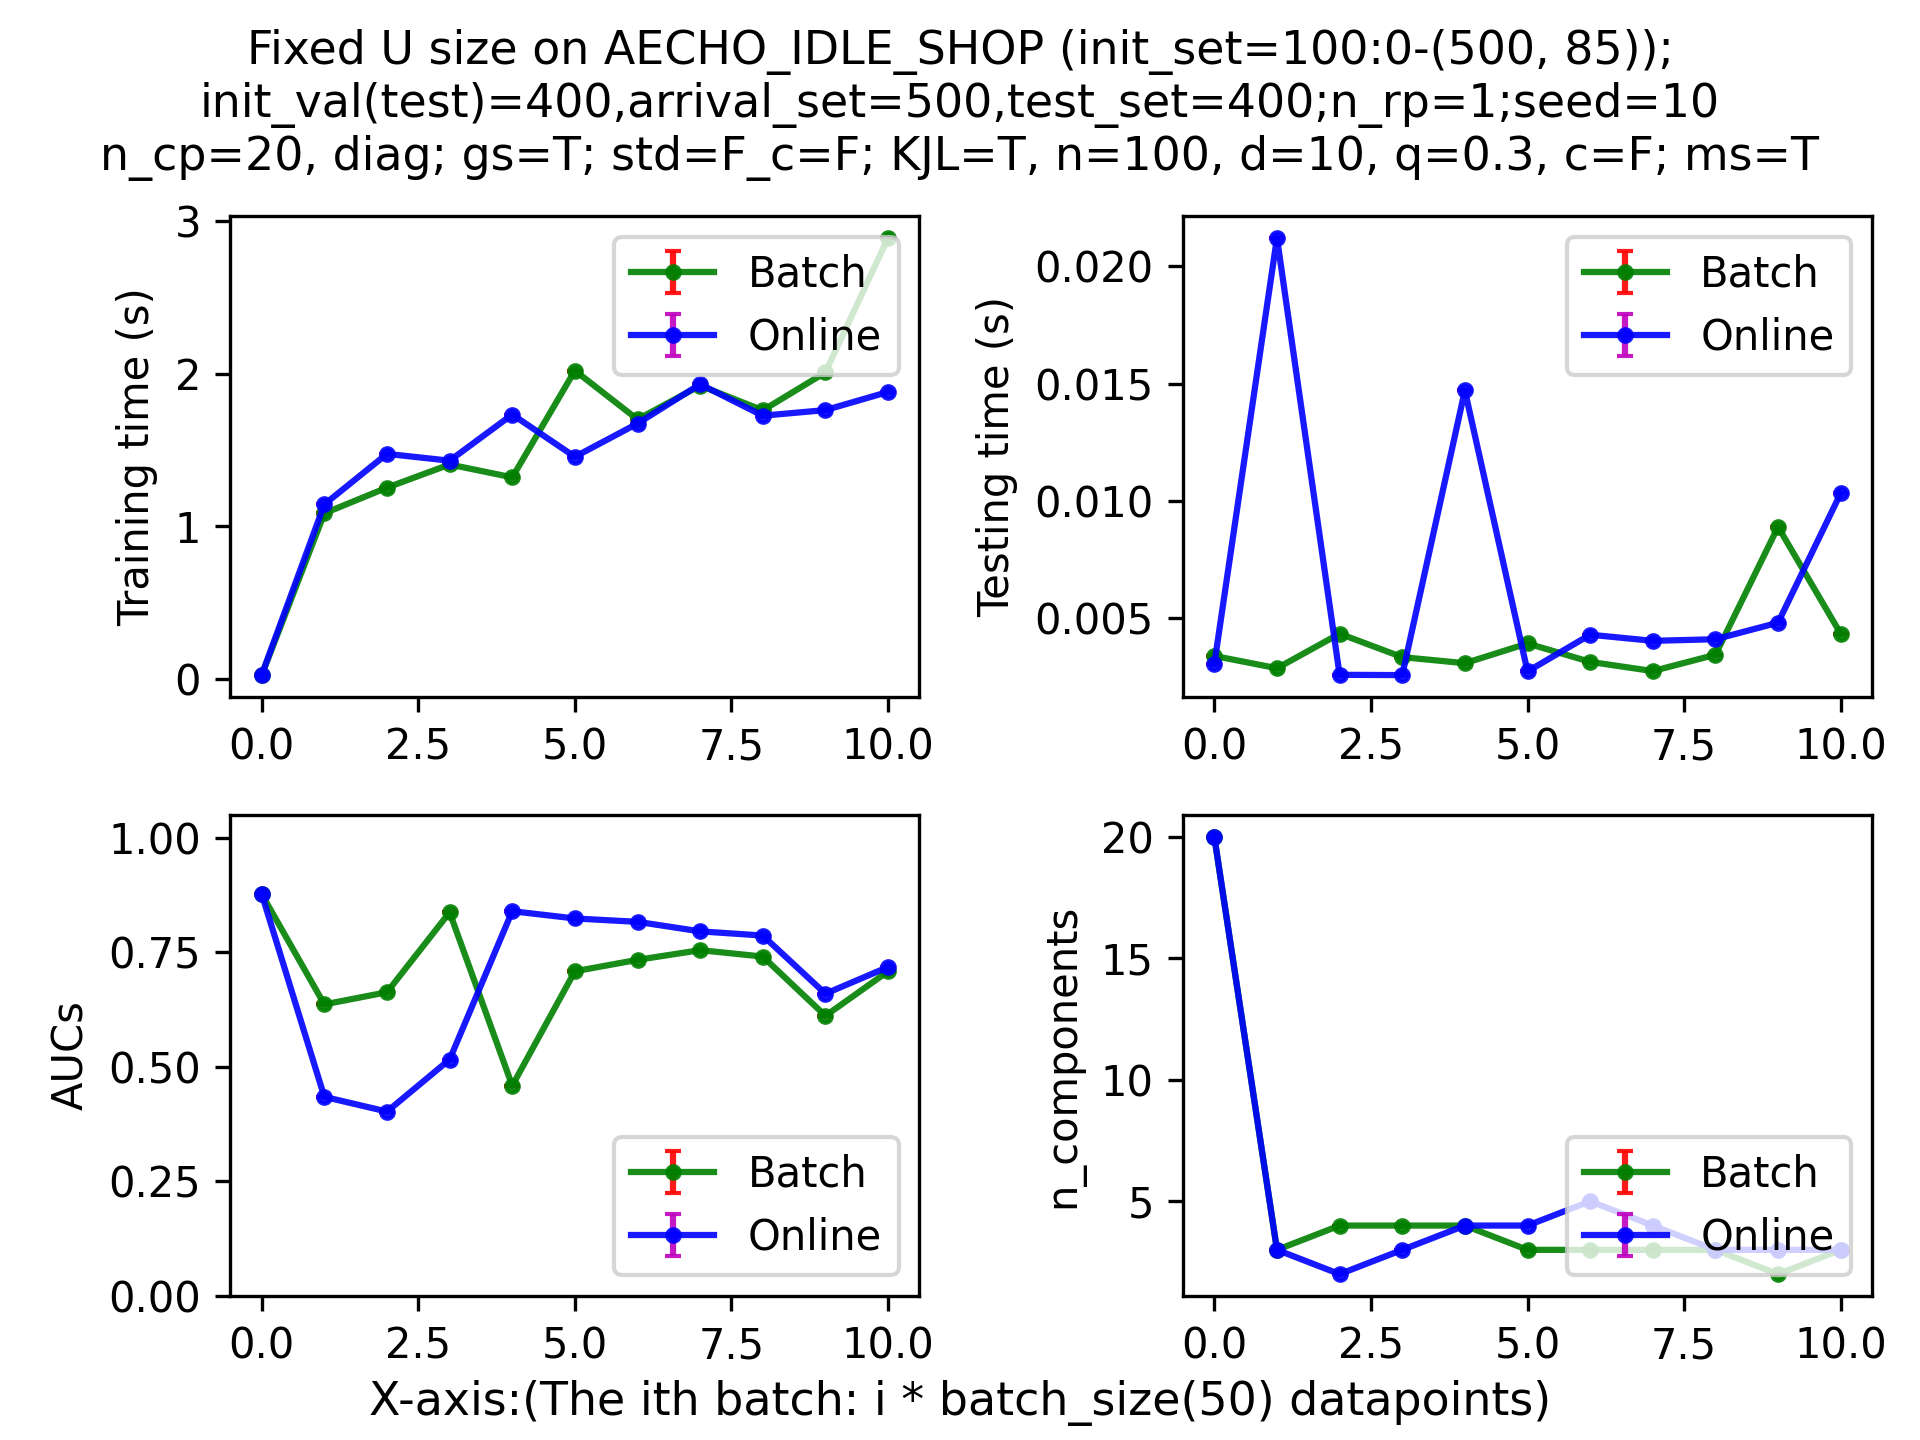 Fixed U size on AECHO_IDLE_SHOP (init_set=100:0-(500, 85));
init_val(test)=400,arrival_set=500,test_set=400;n_rp=1;seed=10
n_cp=20, diag; gs=T; std=F_c=F; KJL=T, n=100, d=10, q=0.3, c=F; ms=T
Training time (s)
3
2
1
0
0.0 2.5 5.0 7.5 10.0
Batch
Online
Testing time (s)
0.020
0.015
0.010
0.005
0.0 2.5 5.0 7.5 10.0
Batch
Online
AUCs
1.00
0.75
0.50
0.25
0.00
0.0 2.5 5.0 7.5 10.0
Batch
Online
n_components
20
15
10
5
0.0 2.5 5.0 7.5 10.0
Batch
Online
X-axis:(The ith batch: i * batch_size(50) datapoints)